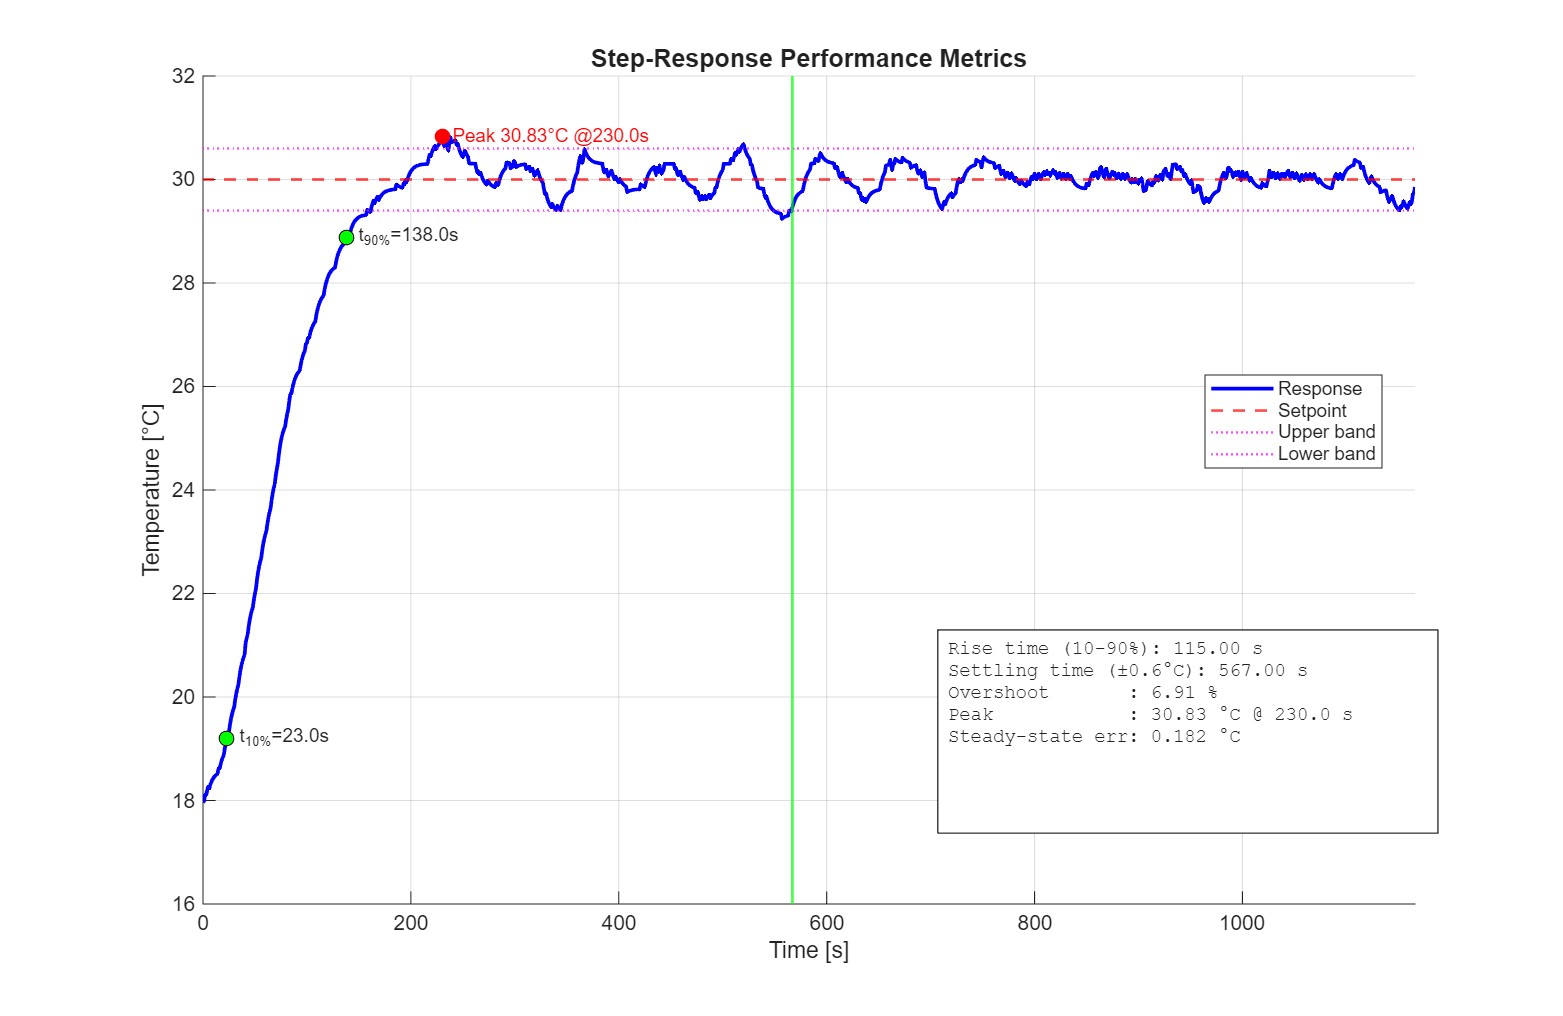 Step-Response Performance Metrics
32
30
28
26
24
22
20
18
16
Temperature [°C]
Peak 30.83°C @230.0s
t90%=138.0s
t10%=23.0s
Response
Setpoint
Upper band
Lower band
Rise time (10-90%): 115.00 s
Settling time (±0.6°C): 567.00 s
Overshoot       : 6.91 %
Peak            : 30.83 °C @ 230.0 s
Steady-state err: 0.182 °C
0 200 400 600 800 1000
Time [s]